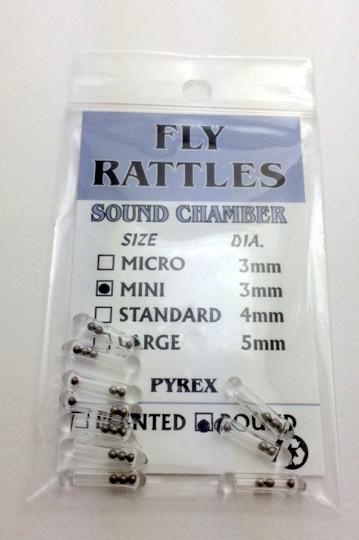 FLY
RATTLES
SOUND CHAMBER
SIZE DIA.
MICRO 3mm
MINI 3mm
STANDARD 4mm
5mm
PYREX